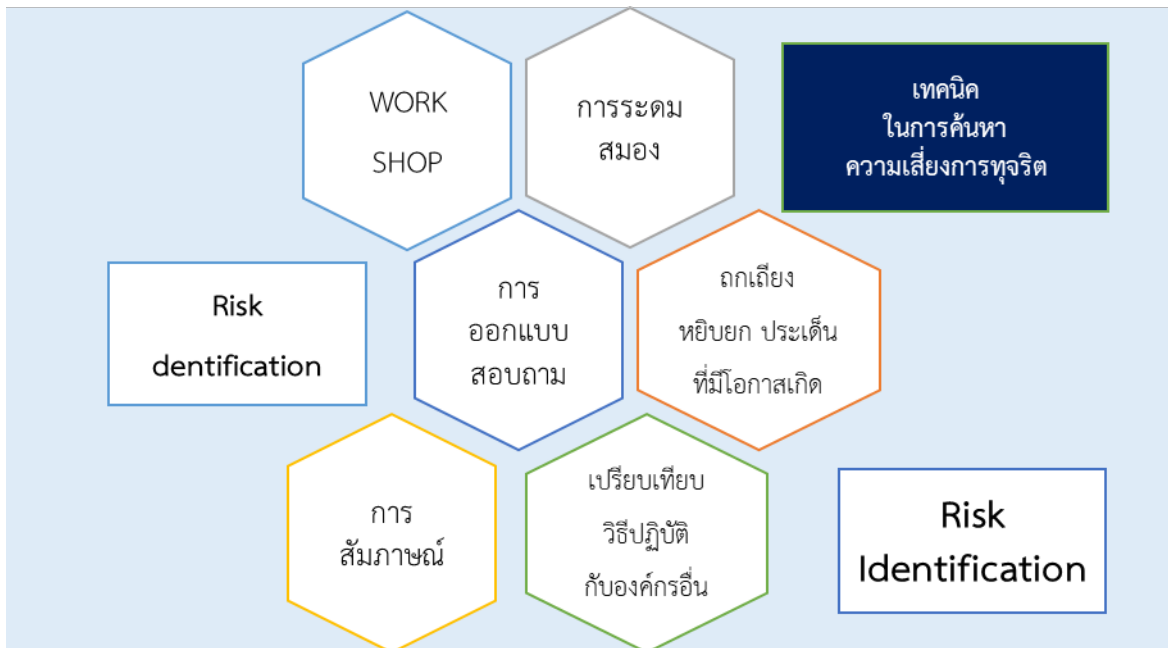 WORK
SHOP
การระดม
สมอง
เทคนิค
ในการค้นหา
ความเสี่ยงการทุจริต
Risk
dentification
การ
ออกแบบ
สอบถาม
ถกเถียง
หยิบยก ประเด็น
ที่มีโอกาสเกิด
การ
สัมภาษณ์
เปรียบเทียบ
วิธีปฏิบัติ
กับองค์กรอื่น
Risk
Identification